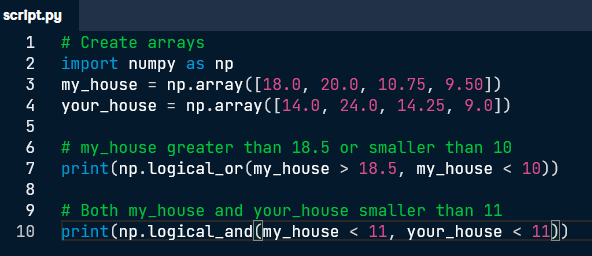 script.py
1 # Create arrays
2 import numpy as np
3 my_house = np.array([18.0, 20.0, 10.75, 9.50])
4 your_house = np.array([14.0, 24.0, 14.25, 9.0])
5
6 # my_house greater than 18.5 or smaller than 10
7 print(np.logical_or(my_house > 18.5, my_house < 10))
8
9 # Both my_house and your_house smaller than 11
10 print(np.logical_and(my_house < 11, your_house < 11))